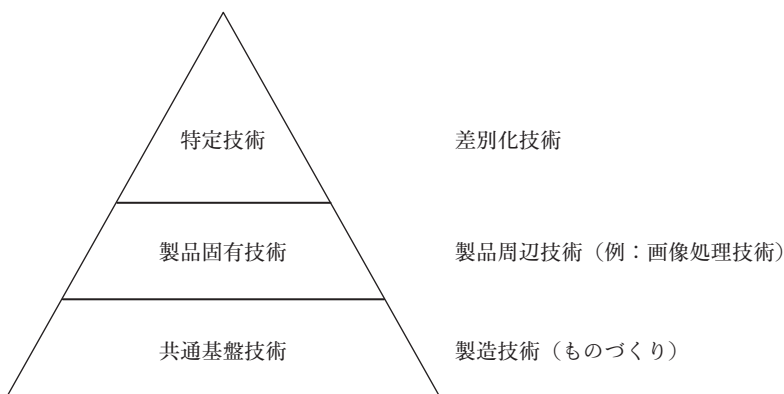 特定技術
差別化技術
製品固有技術
製品周辺技術（例：画像処理技術）
共通基盤技術
製造技術（ものづくり）